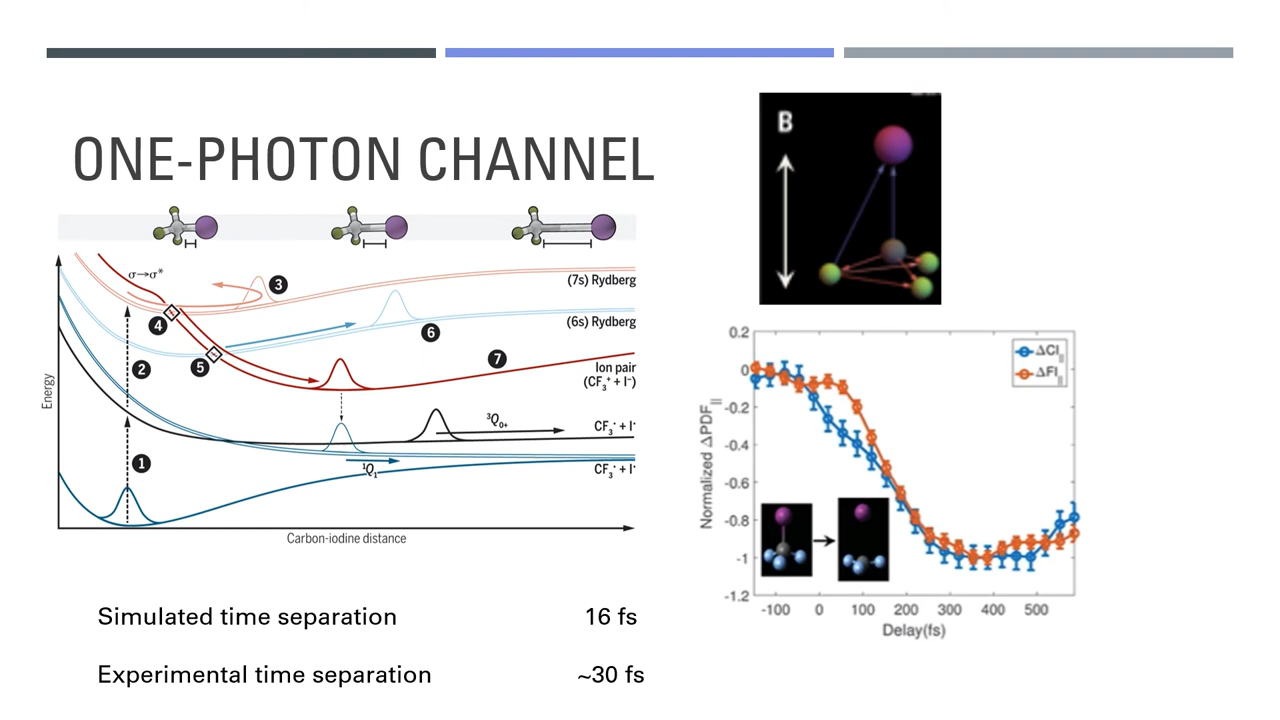 ONE-PHOTON CHANNEL
σ→σ*
3
(7s) Rydberg
4
(6s) Rydberg
6
5
2
7
Ion pair
(CF₃⁺ + I⁻)
Energy
³Q₀₊
CF₃· + I·
1
¹Q₁
CF₃· + I·
Carbon-iodine distance
Simulated time separation 16 fs
Experimental time separation ~30 fs
B
0.2
0
-0.2
-0.4
-0.6
-0.8
-1
-1.2
Normalized ΔPDF||
ΔCI||
ΔFI||
-100 0 100 200 300 400 500
Delay(fs)